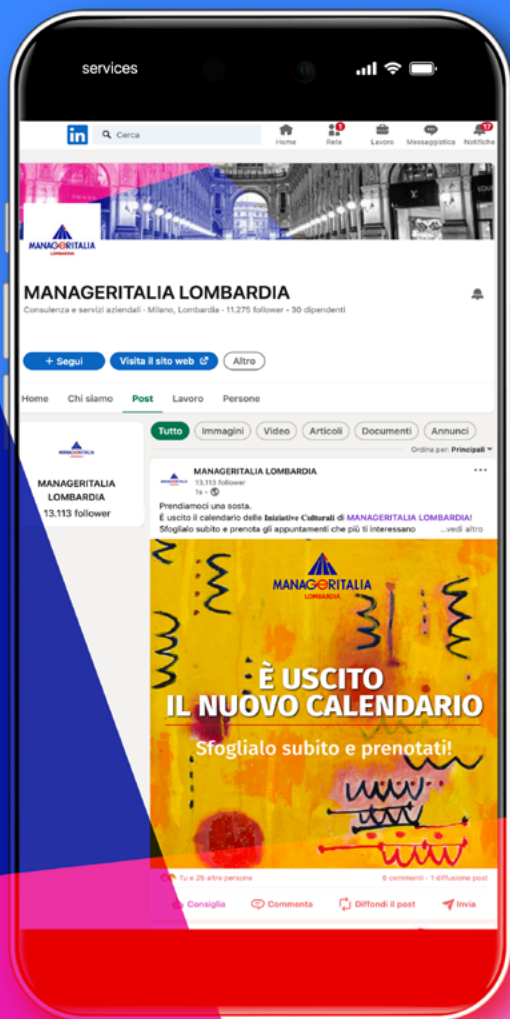 services
in
Cerca
Home
Rete
1
Lavoro
Messaggistica
Notifiche
17
MANAGERITALIA
LOMBARDIA
MANAGERITALIA LOMBARDIA
Consulenza e servizi aziendali - Milano, Lombardia - 11.275 follower - 30 dipendenti
+ Segui
Visita il sito web
Altro
Home Chi siamo Post Lavoro Persone
Tutto Immagini Video Articoli Documenti Annunci
Ordina per: Principali
MANAGERITALIA
LOMBARDIA
13.113 follower
MANAGERITALIA LOMBARDIA
13.113 follower
Prendiamoci una sosta.
È uscito il calendario delle Iniziative Culturali di MANAGERITALIA LOMBARDIA!
Sfoglialo subito e prenota gli appuntamenti che più ti interessano ...vedi altro
MANAGERITALIA
LOMBARDIA
È USCITO
IL NUOVO CALENDARIO
Sfoglialo subito e prenotati!
Tu e 25 altre persone
6 commenti - 1 diffusione post
Consiglia
Commenta
Diffondi il post
Invia